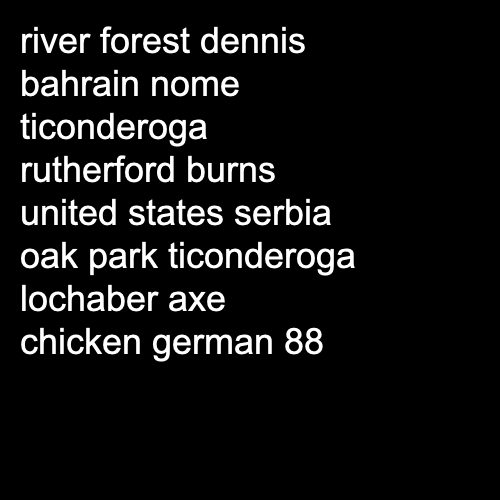 river forest dennis
bahrain nome
ticonderoga
rutherford burns
united states serbia
oak park ticonderoga
lochaber axe
chicken german 88